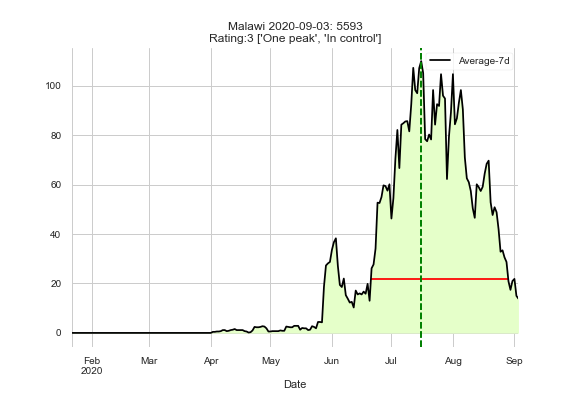 Malawi 2020-09-03: 5593
Rating:3 ['One peak', 'In control']
Average-7d
100
80
60
40
20
0
Feb
2020
Mar
Apr
May
Jun
Jul
Aug
Sep
Date